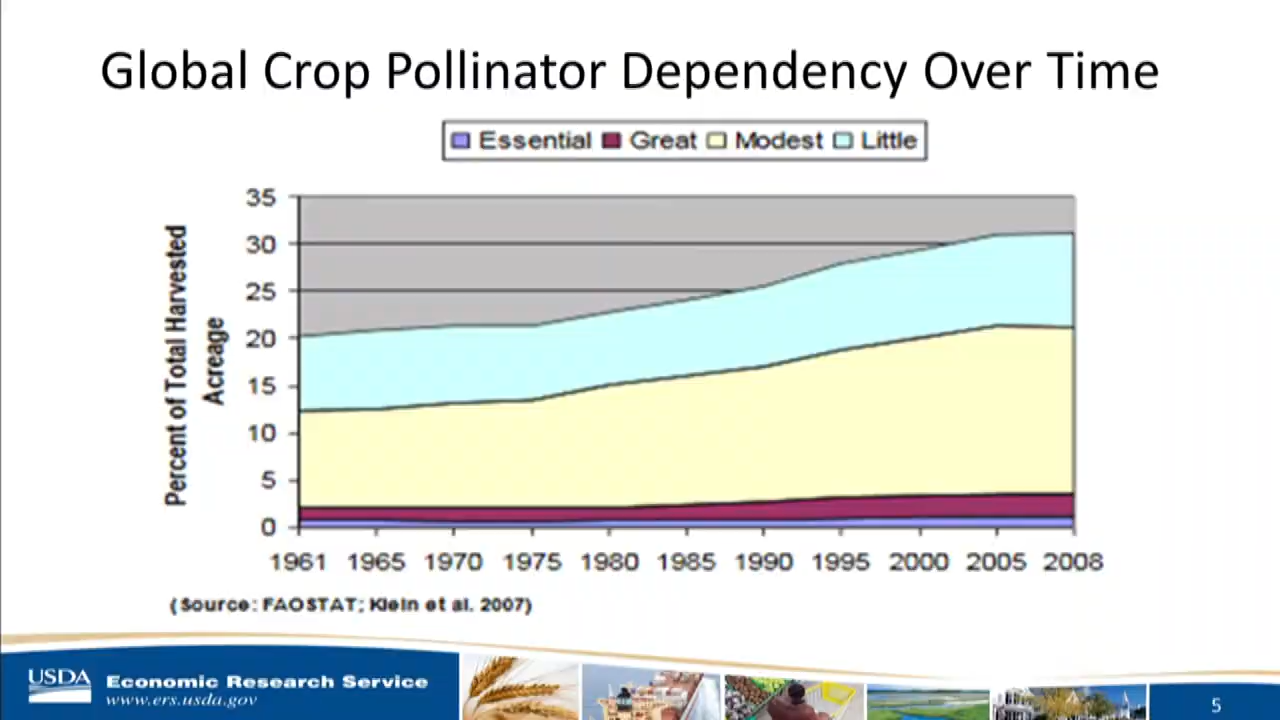 Global Crop Pollinator Dependency Over Time
Essential Great Modest Little
Percent of Total Harvested
Acreage
35
30
25
20
15
10
5
0
1961 1965 1970 1975 1980 1985 1990 1995 2000 2005 2008
(Source: FAOSTAT; Klein et al. 2007)
USDA
Economic Research Service
www.ers.usda.gov
5